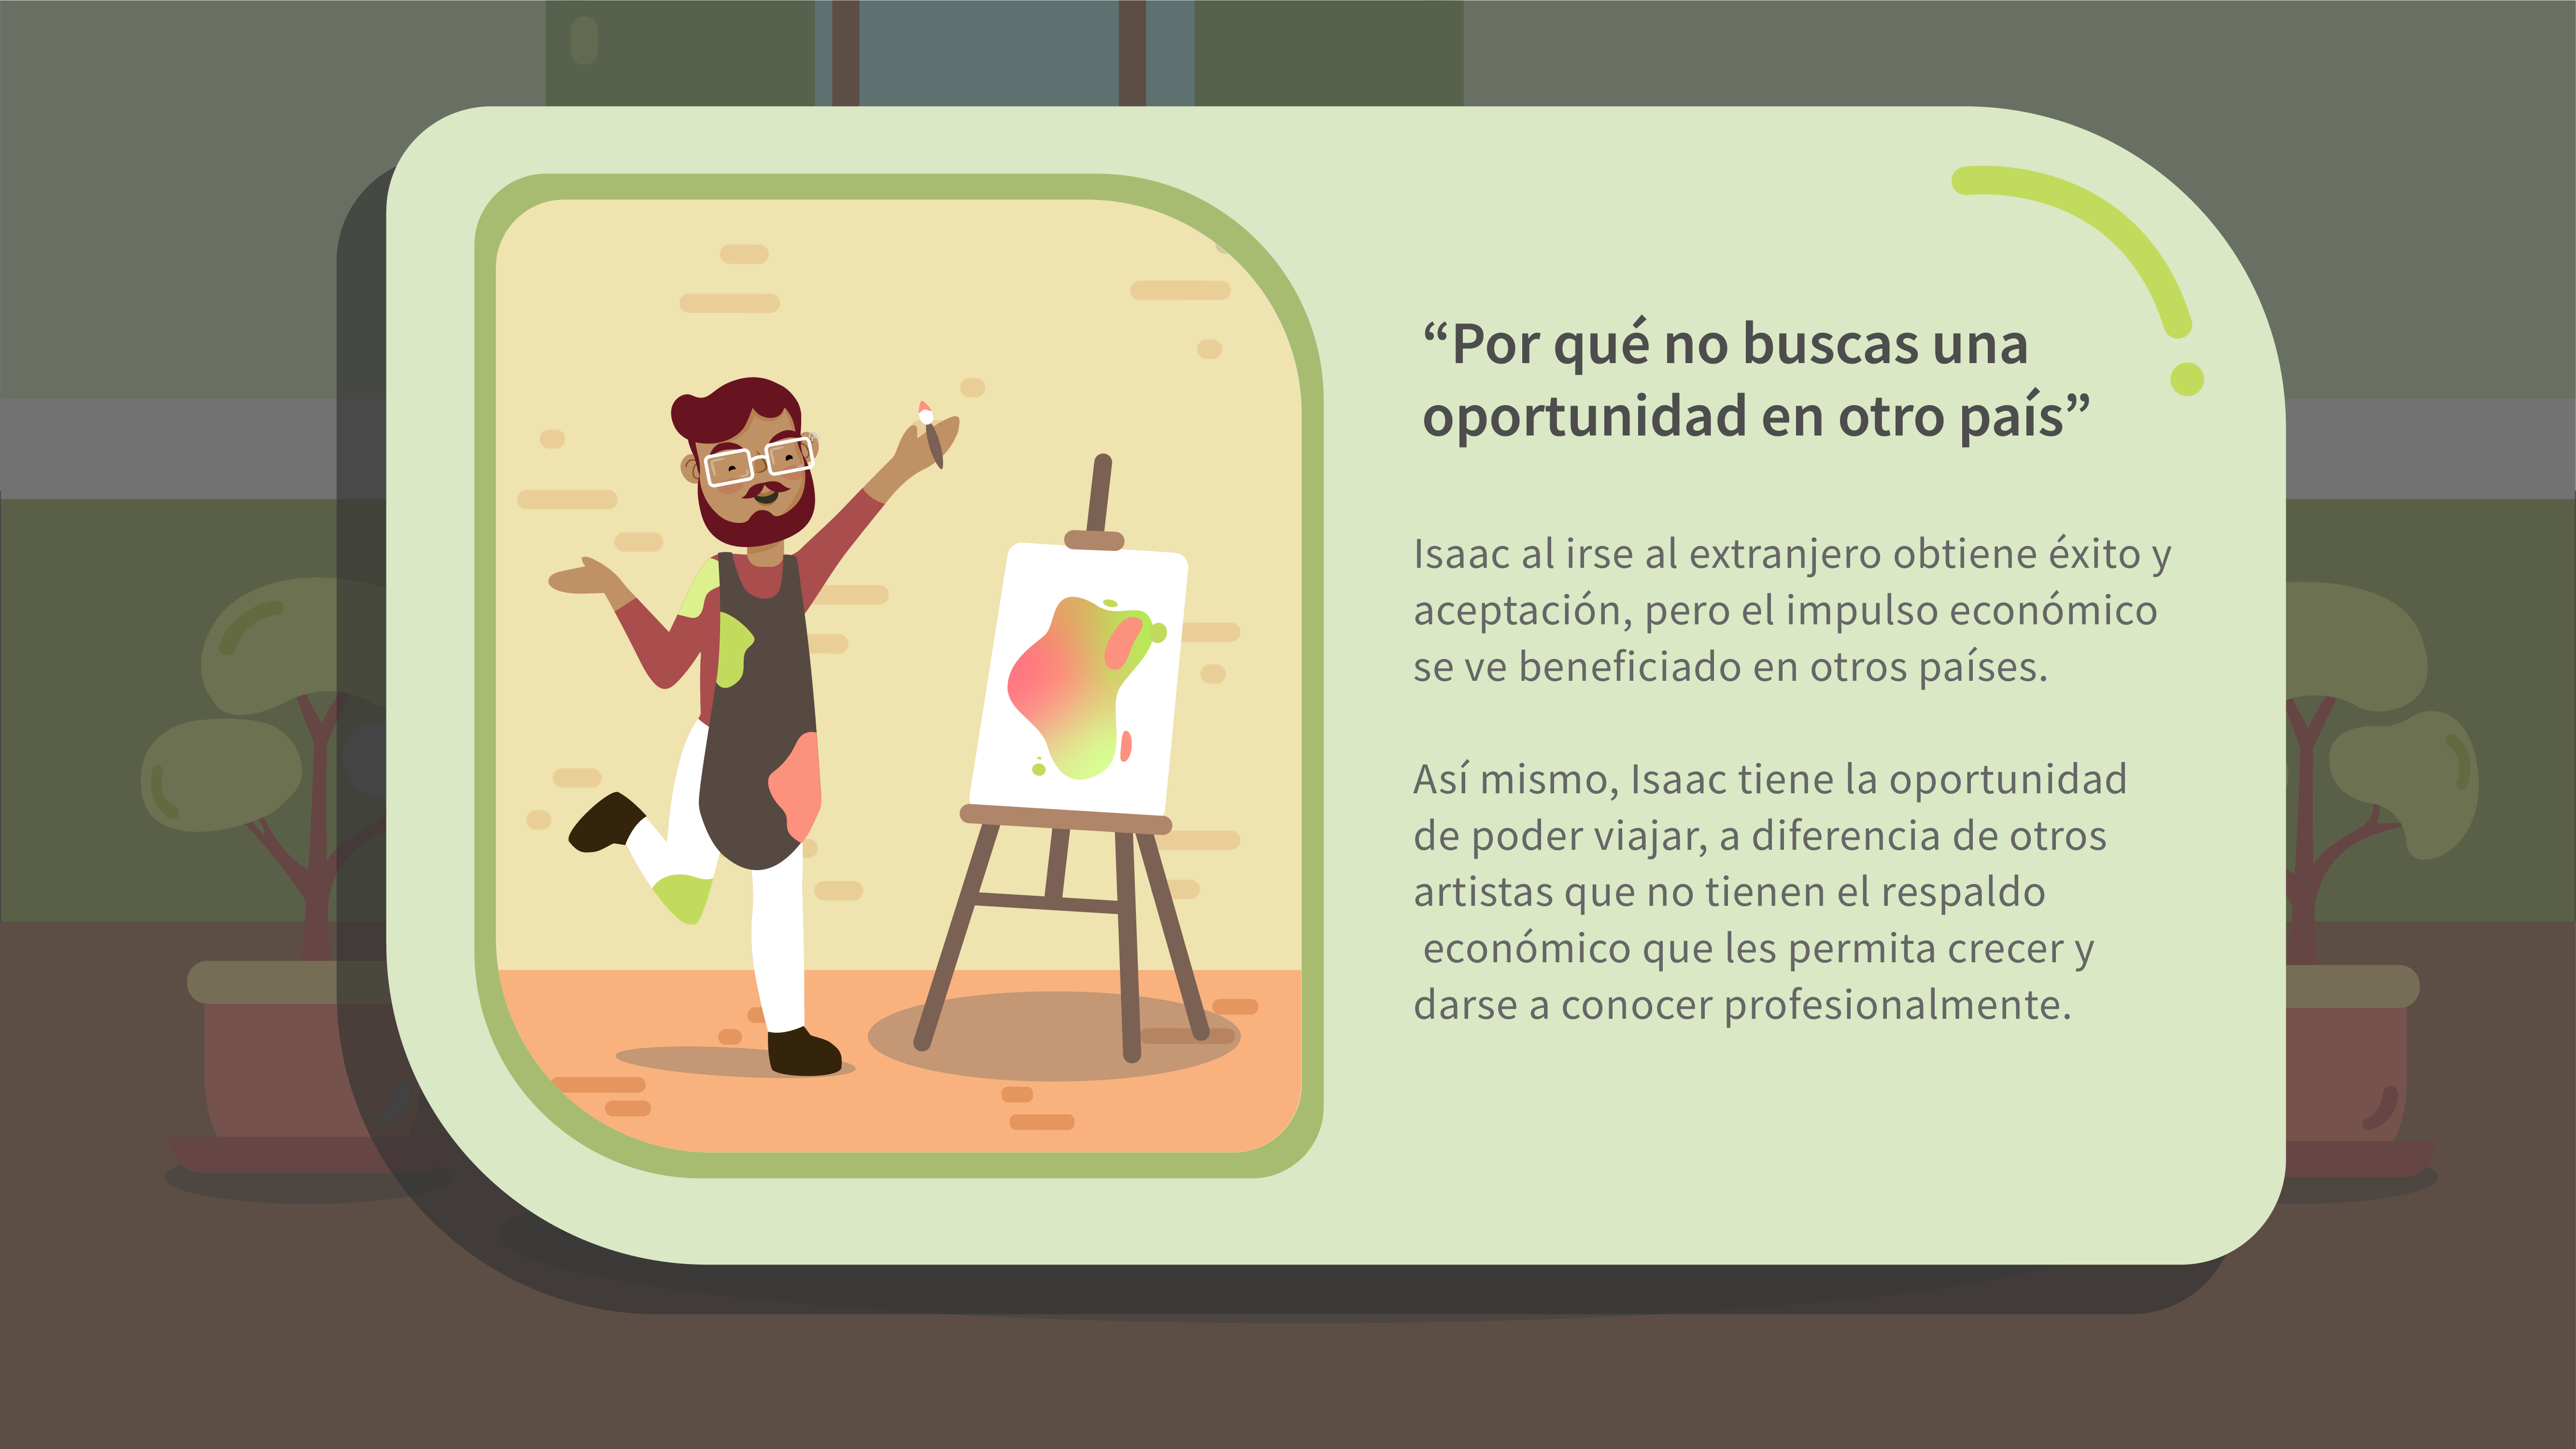 “Por qué no buscas una
oportunidad en otro país”
Isaac al irse al extranjero obtiene éxito y
aceptación, pero el impulso económico
se ve beneficiado en otros países.
Así mismo, Isaac tiene la oportunidad
de poder viajar, a diferencia de otros
artistas que no tienen el respaldo
económico que les permita crecer y
darse a conocer profesionalmente.